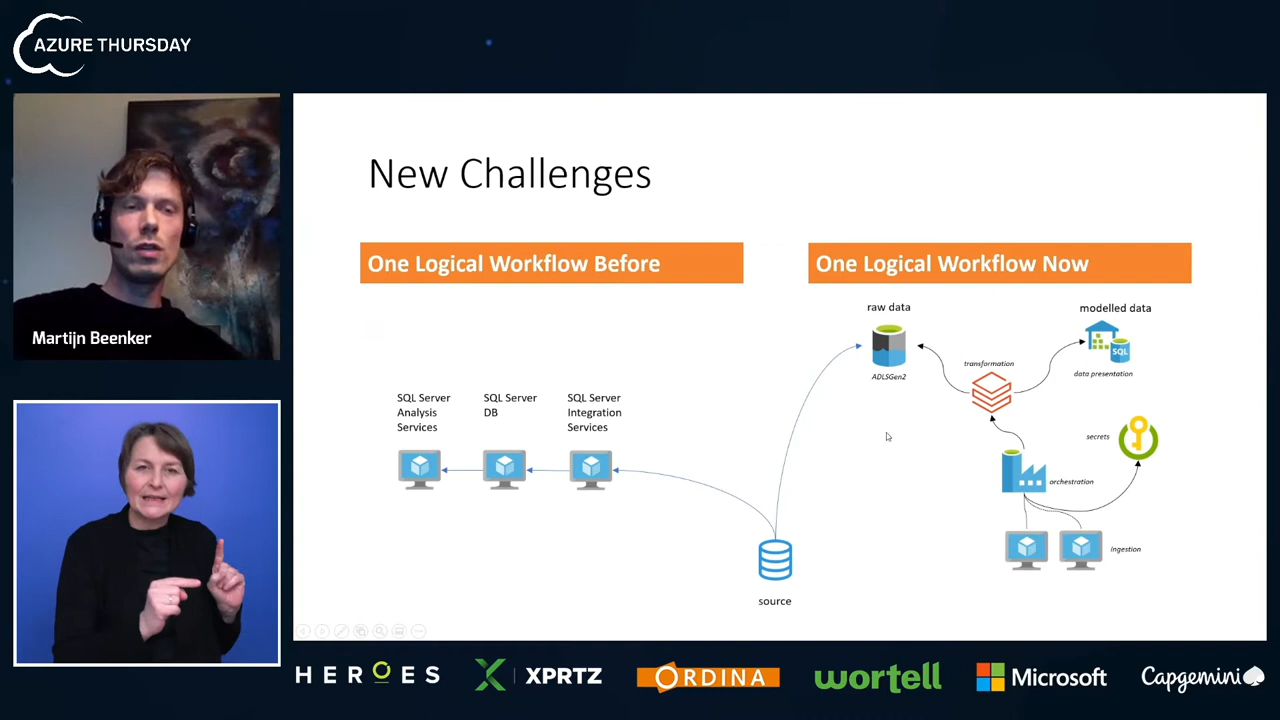 AZURE THURSDAY
Martijn Beenker
New Challenges
One Logical Workflow Before
SQL Server
Analysis
Services
SQL Server
DB
SQL Server
Integration
Services
source
One Logical Workflow Now
raw data
ADLSGen2
transformation
modelled data
SQL
data presentation
secrets
orchestration
ingestion
HEROES
XPRTZ
ORDINA
wortell
Microsoft
Capgemini